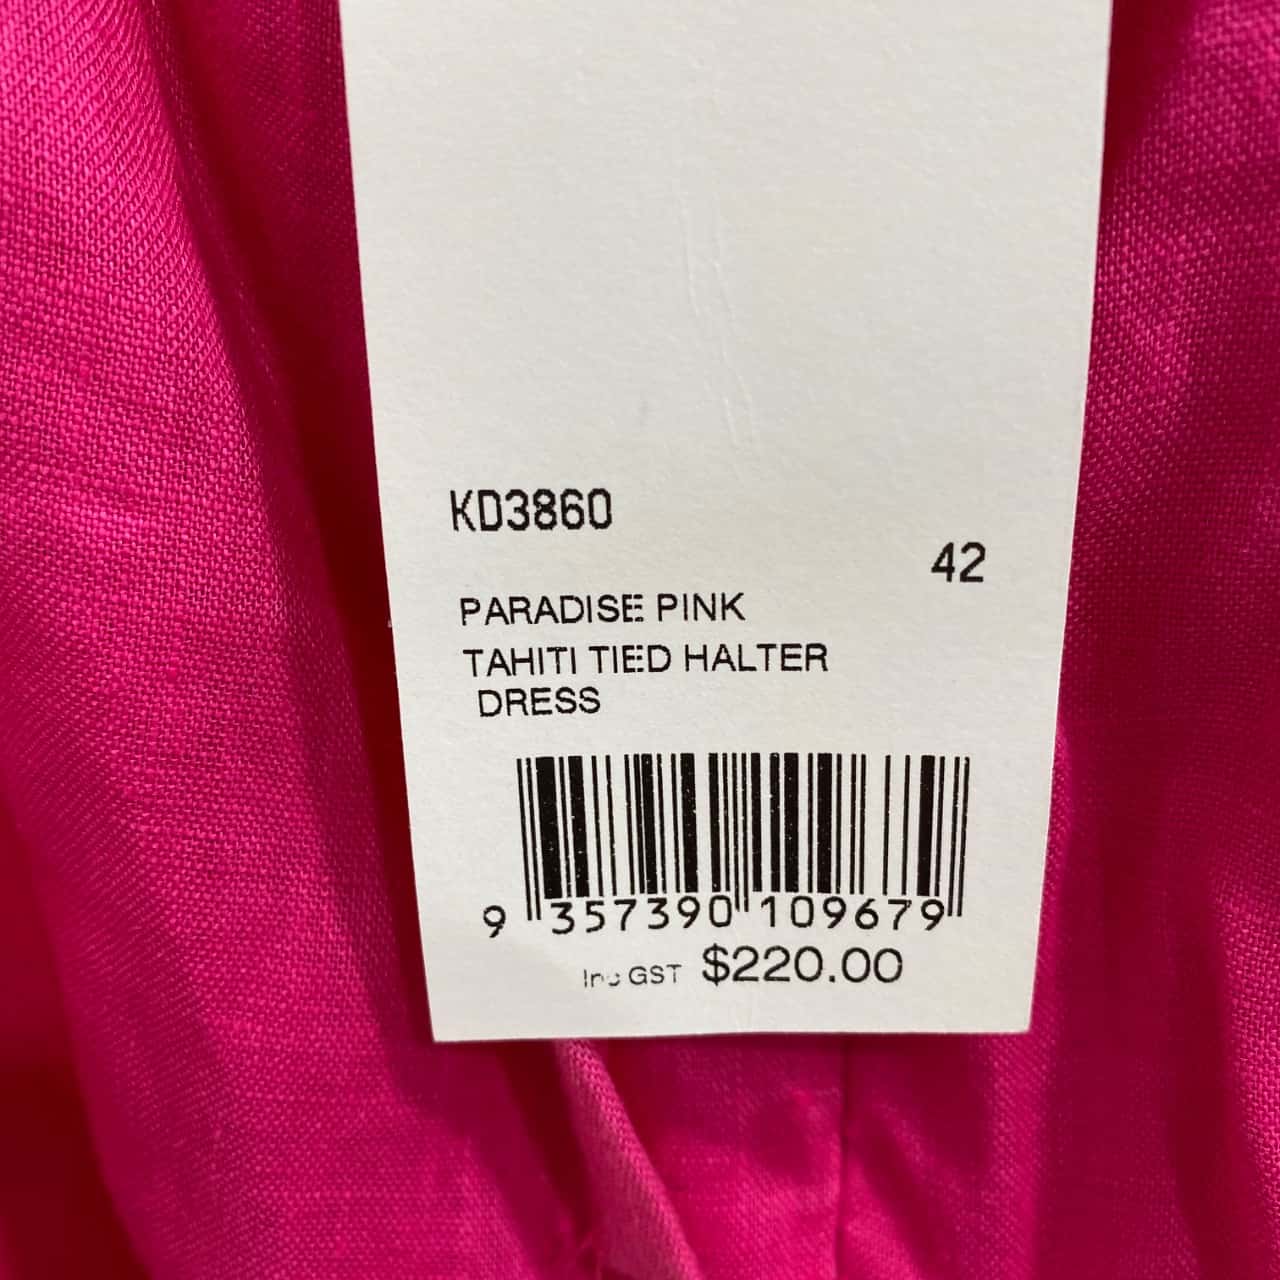 KD3860
42
PARADISE PINK
TAHITI TIED HALTER
DRESS
9 357390 109679
Inc GST $220.00